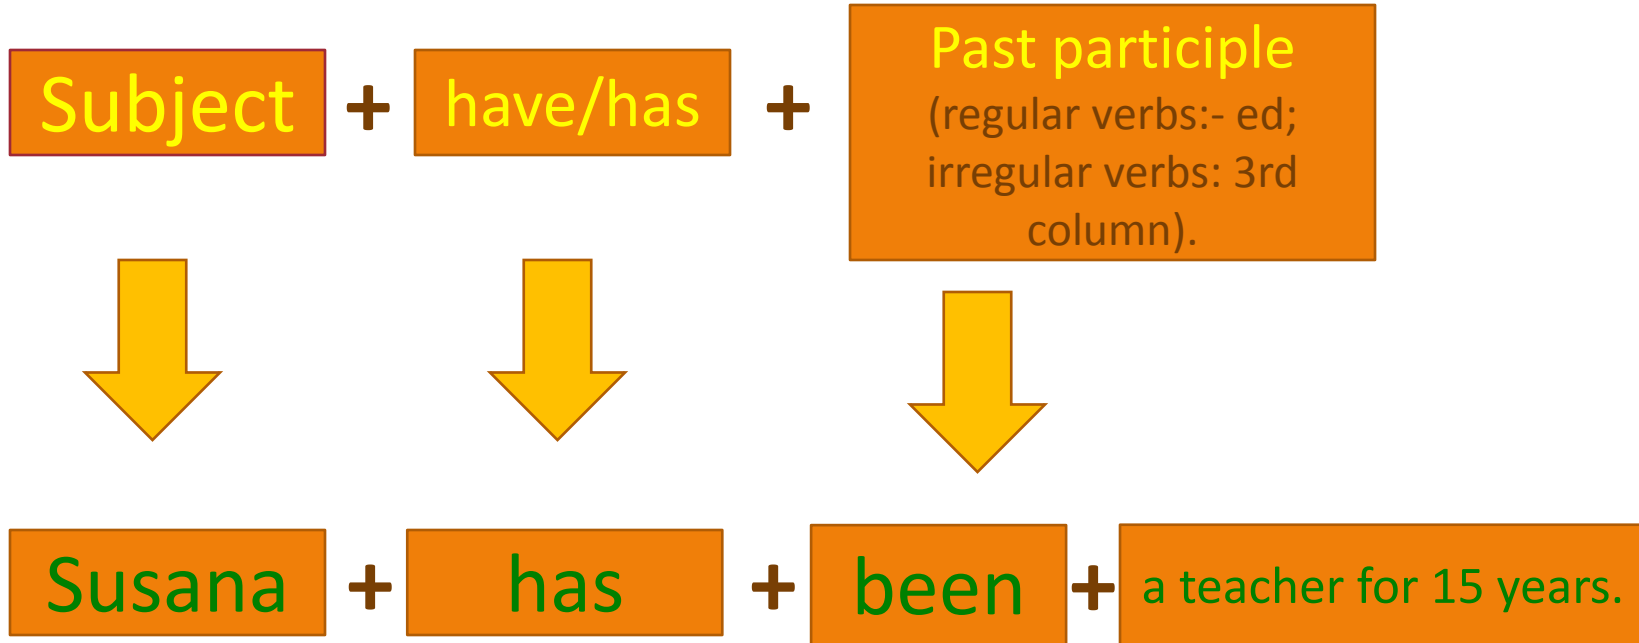 Subject + have/has + Past participle
(regular verbs:- ed;
irregular verbs: 3rd
column).
Susana + has + been + a teacher for 15 years.